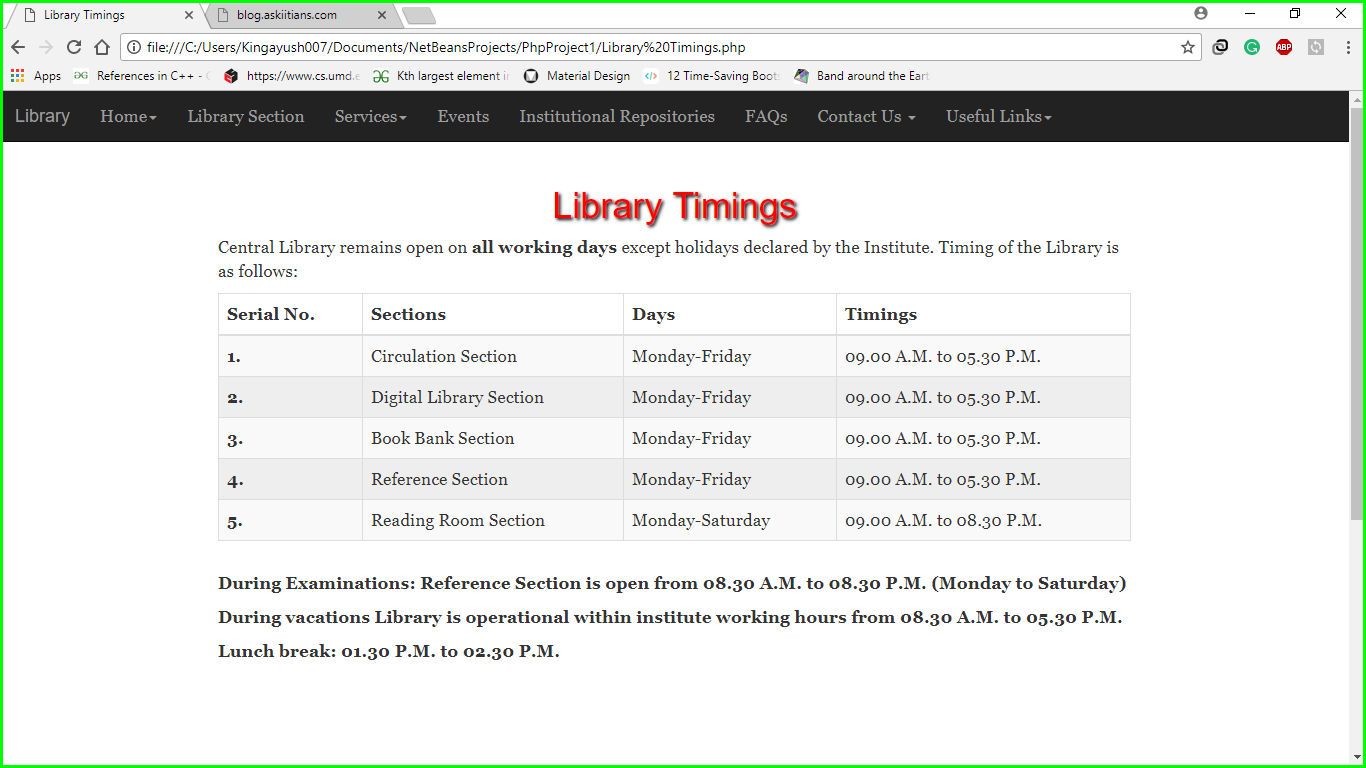 Library Timings
blog.askiitians.com
file:///C:/Users/Kingayush007/Documents/NetBeansProjects/PhpProject1/Library%20Timings.php
ABP
Apps References in C++ - https://www.cs.umd.e Kth largest element in Material Design 12 Time-Saving Boots Band around the Eart
Library Home Library Section Services Events Institutional Repositories FAQs Contact Us Useful Links
Library Timings
Central Library remains open on all working days except holidays declared by the Institute. Timing of the Library is
as follows:
Serial No. Sections Days Timings
1. Circulation Section Monday-Friday 09.00 A.M. to 05.30 P.M.
2. Digital Library Section Monday-Friday 09.00 A.M. to 05.30 P.M.
3. Book Bank Section Monday-Friday 09.00 A.M. to 05.30 P.M.
4. Reference Section Monday-Friday 09.00 A.M. to 05.30 P.M.
5. Reading Room Section Monday-Saturday 09.00 A.M. to 08.30 P.M.
During Examinations: Reference Section is open from 08.30 A.M. to 08.30 P.M. (Monday to Saturday)
During vacations Library is operational within institute working hours from 08.30 A.M. to 05.30 P.M.
Lunch break: 01.30 P.M. to 02.30 P.M.